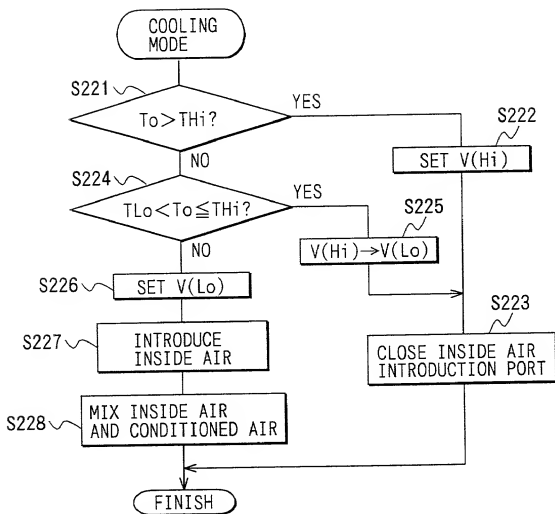 COOLING
MODE
S221
To>THi?
YES
S222
SET V(Hi)
NO
S224
TLo<To≦THi?
YES
S225
V(Hi)→V(Lo)
NO
S226
SET V(Lo)
S223
S227
INTRODUCE
INSIDE AIR
CLOSE INSIDE AIR
INTRODUCTION PORT
S228
MIX INSIDE AIR
AND CONDITIONED AIR
FINISH